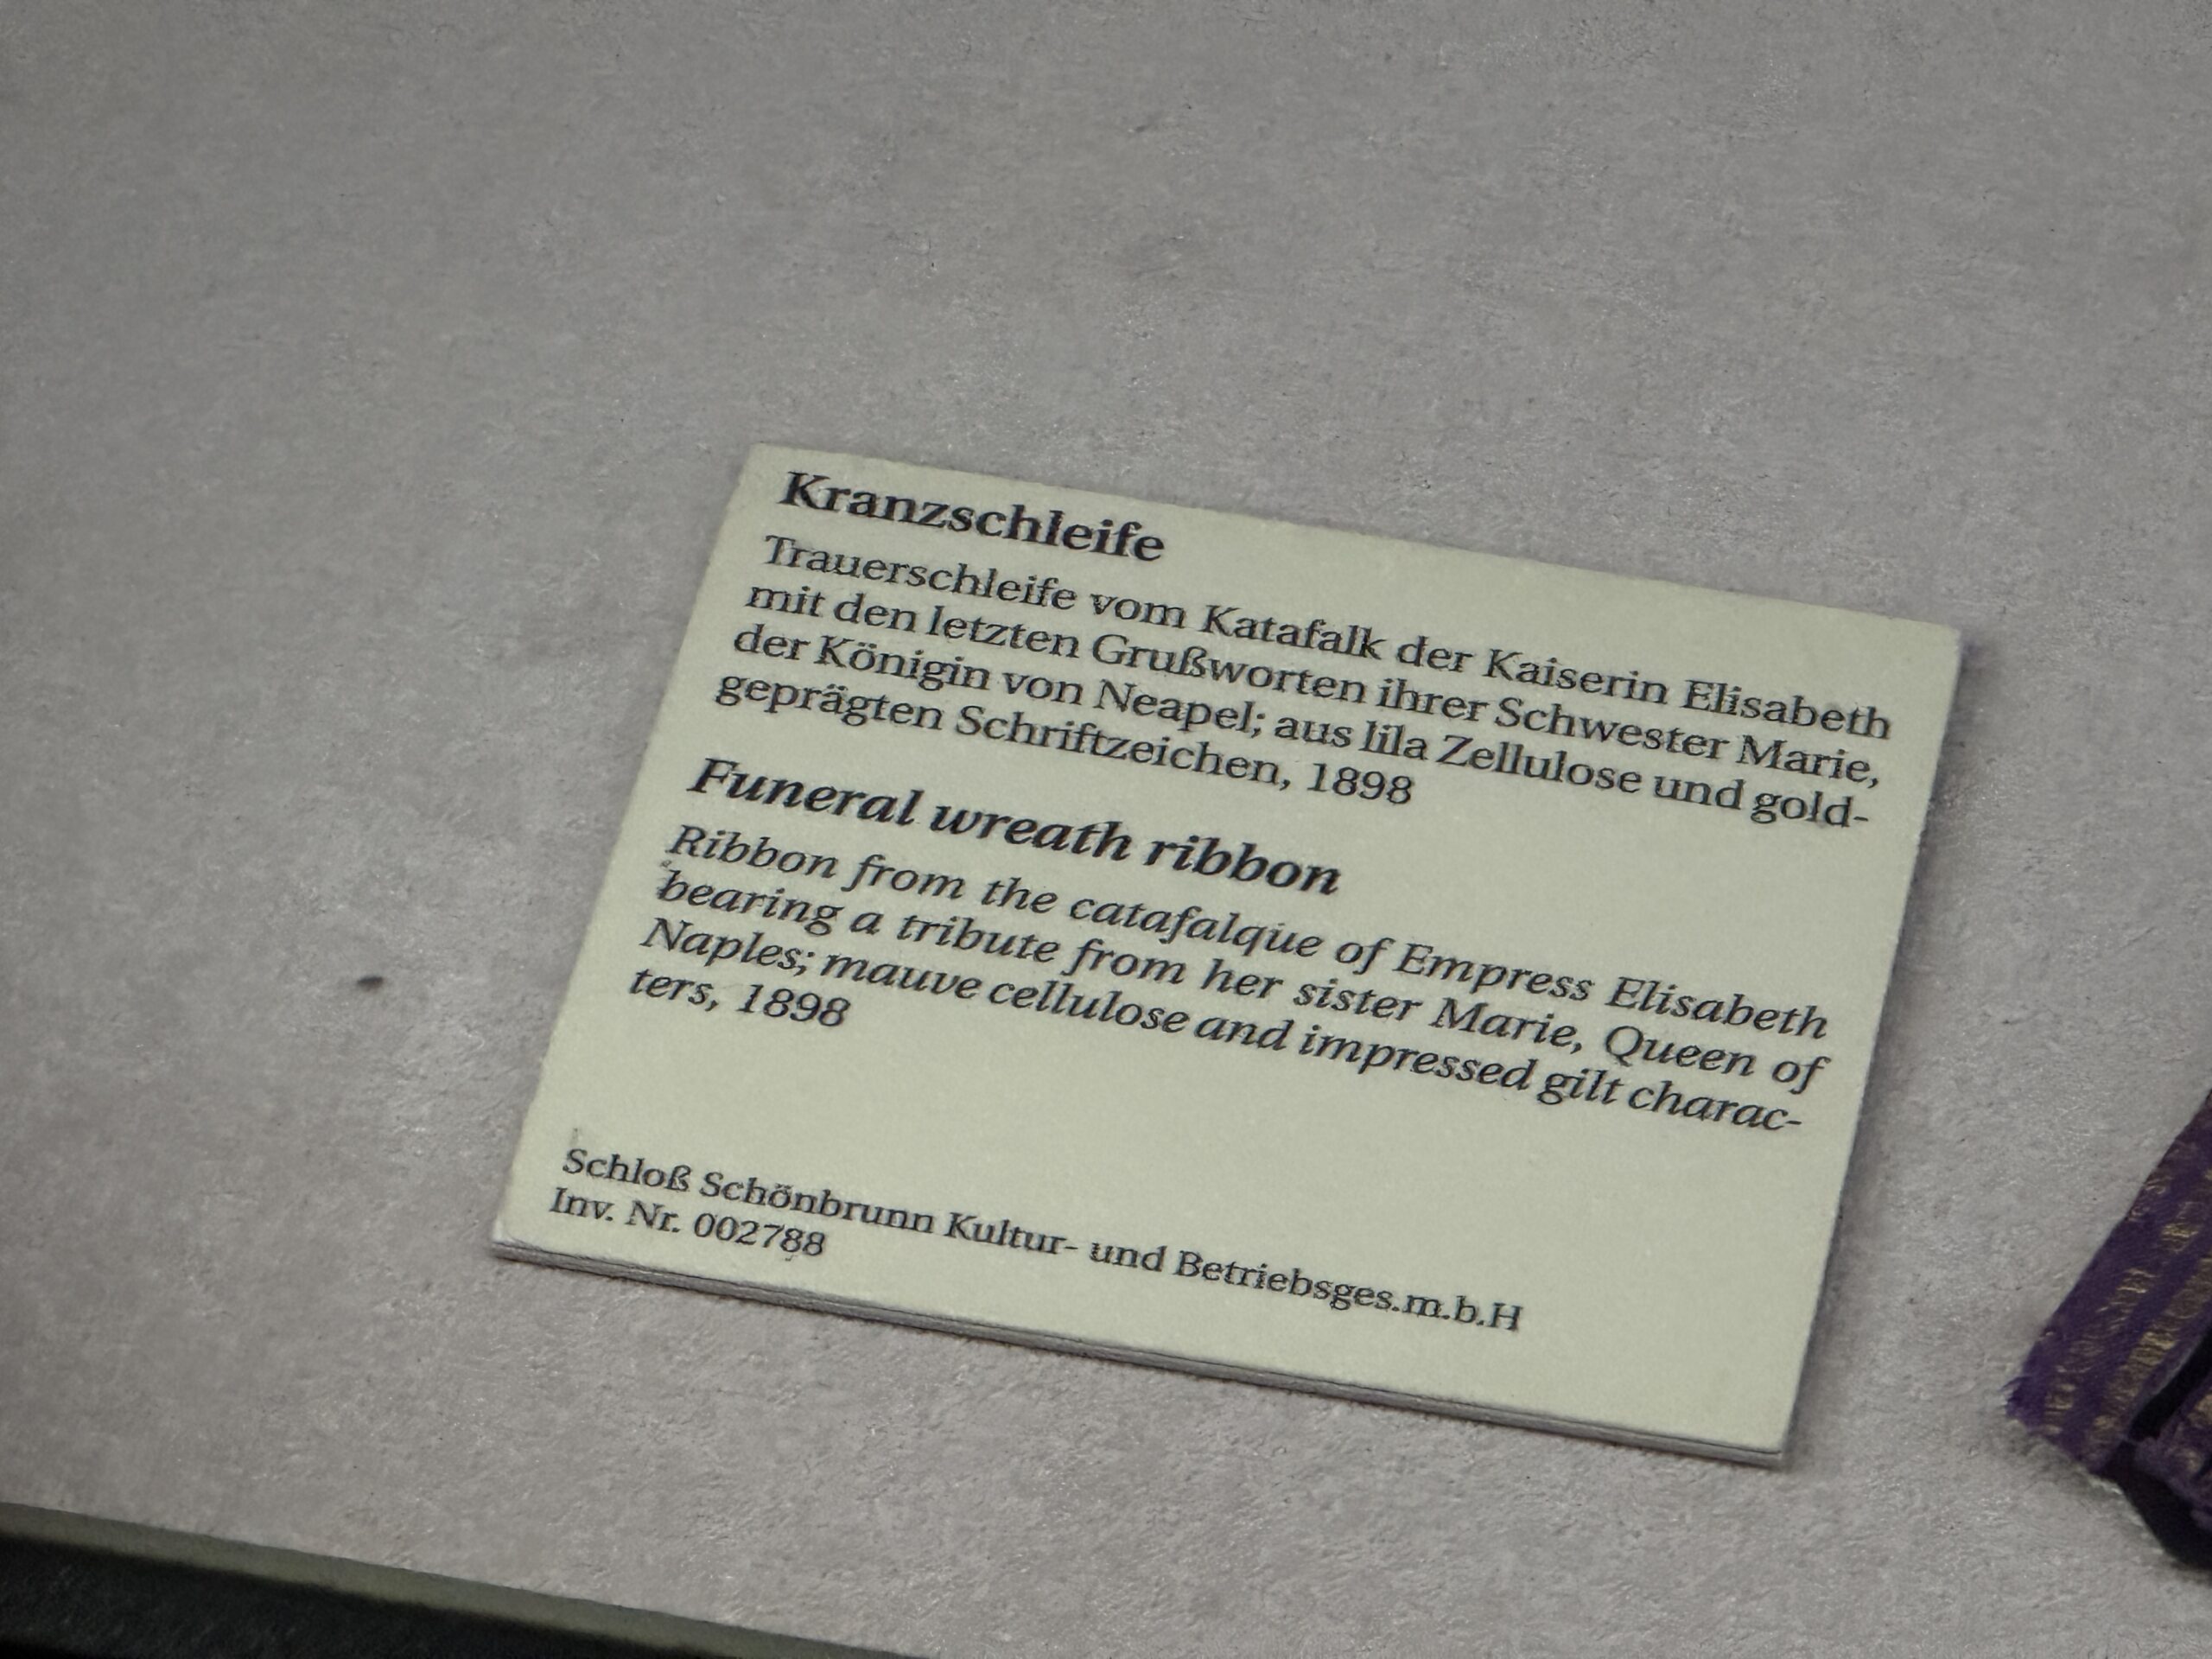 Kranzschleife
Trauerschleife vom Katafalk der Kaiserin Elisabeth
mit den letzten Grußworten ihrer Schwester Marie,
der Königin von Neapel; aus lila Zellulose und gold-
geprägten Schriftzeichen, 1898
Funeral wreath ribbon
Ribbon from the catafalque of Empress Elisabeth
bearing a tribute from her sister Marie, Queen of
Naples; mauve cellulose and impressed gilt charac-
ters, 1898
Schloß Schönbrunn Kultur- und Betriebsges.m.b.H
Inv. Nr. 002788